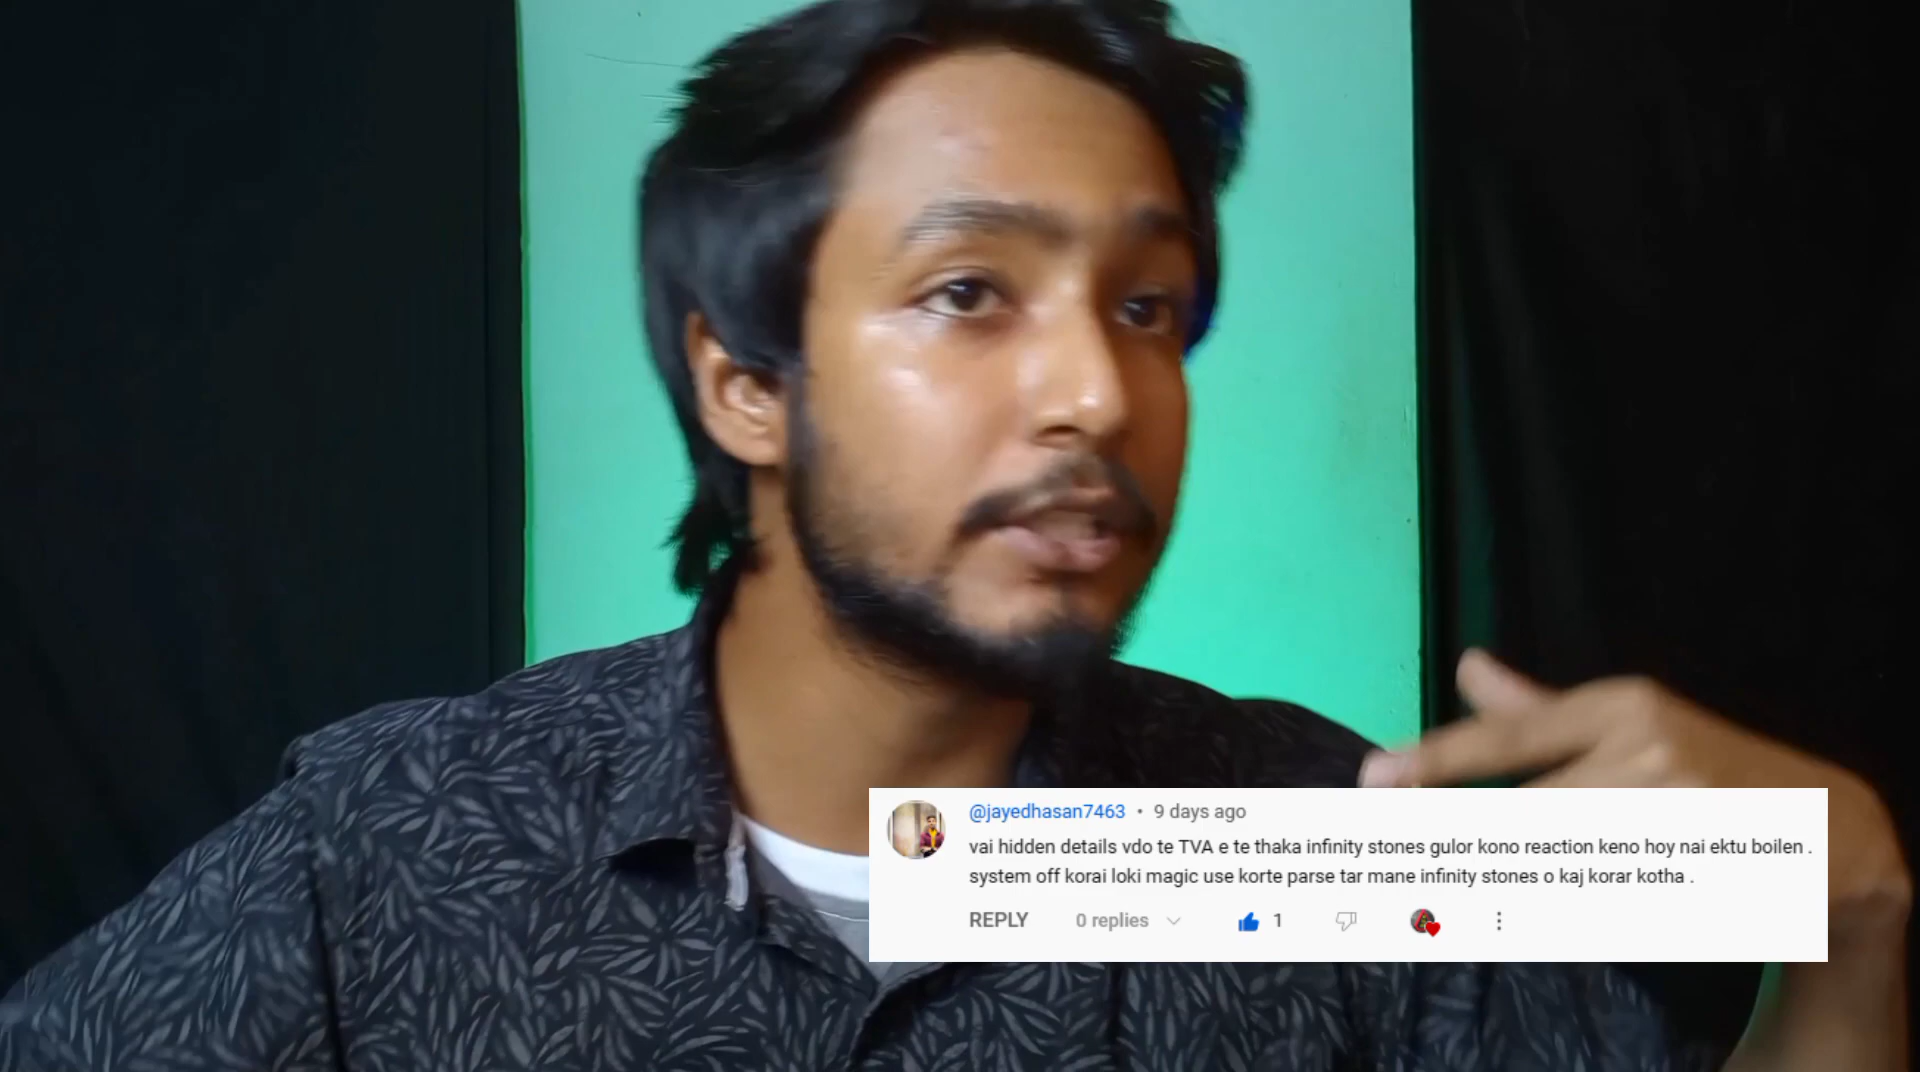 @jayedhasan7463 • 9 days ago
vai hidden details vdo te TVA e te thaka infinity stones gulor kono reaction keno hoy nai ektu boilen .
system off korai loki magic use korte parse tar mane infinity stones o kaj korar kotha .
REPLY 0 replies 1